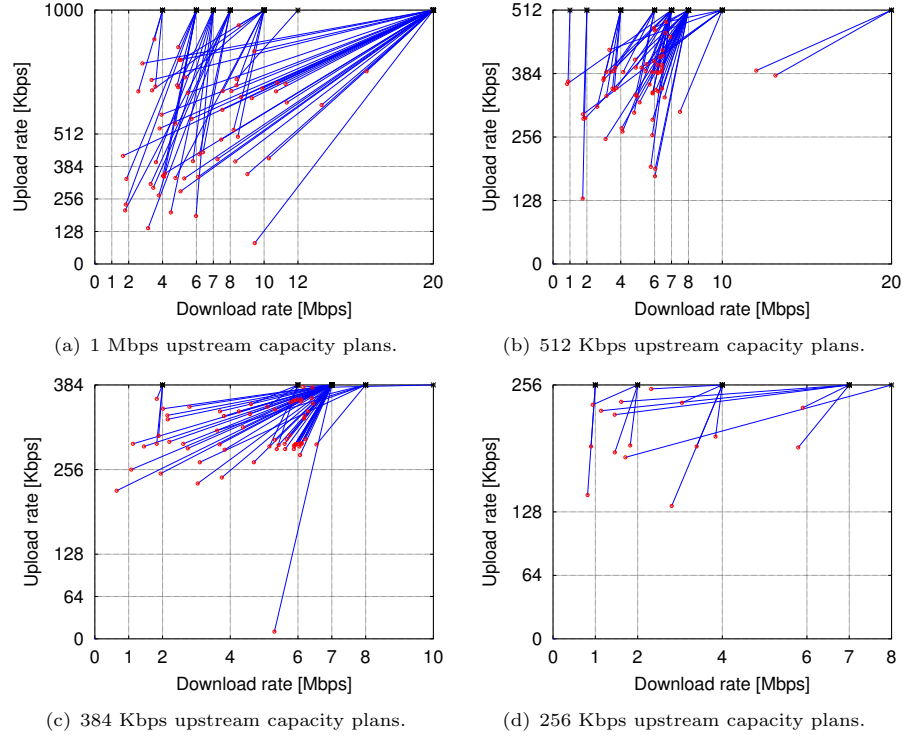 1000
512
384
256
128
0
0 1 2 4 6 7 8 10 12 20
Upload rate [Kbps]
Download rate [Mbps]
(a) 1 Mbps upstream capacity plans.
512
384
256
128
0
0 1 2 4 6 7 8 10 20
Upload rate [Kbps]
Download rate [Mbps]
(b) 512 Kbps upstream capacity plans.
384
256
128
64
0
0 1 2 4 6 7 8 10
Upload rate [Kbps]
Download rate [Mbps]
(c) 384 Kbps upstream capacity plans.
256
128
64
0
0 1 2 4 7 8
Upload rate [Kbps]
Download rate [Mbps]
(d) 256 Kbps upstream capacity plans.